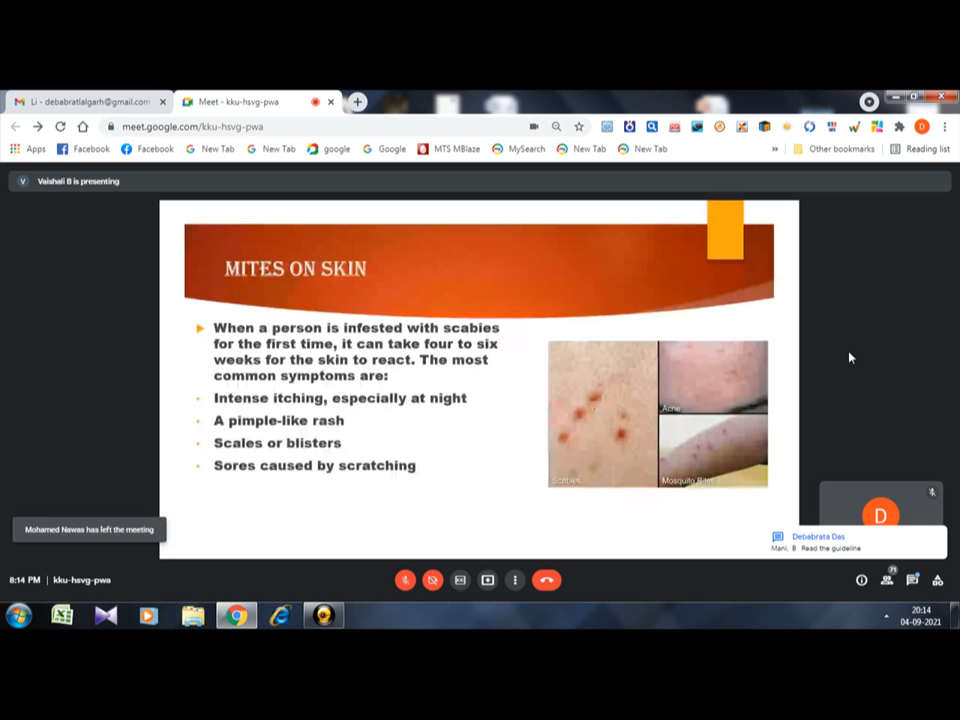 Li - debabratlalgarh@gmail.com
Meet - kku-hsvg-pwa
meet.google.com/kku-hsvg-pwa
D
Apps
Facebook
Facebook
New Tab
New Tab
google
Google
MTS MBlaze
MySearch
New Tab
New Tab
»
Other bookmarks
Reading list
V
Vaishali B is presenting
MITES ON SKIN
When a person is infested with scabies
for the first time, it can take four to six
weeks for the skin to react. The most
common symptoms are:
Intense itching, especially at night
A pimple-like rash
Scales or blisters
Sores caused by scratching
Scabies
Acne
Mosquito Bites
D
Mohamed Nawas has left the meeting
Debabrata Das
Mani, B Read the guideline
8:14 PM | kku-hsvg-pwa
20:14
04-09-2021